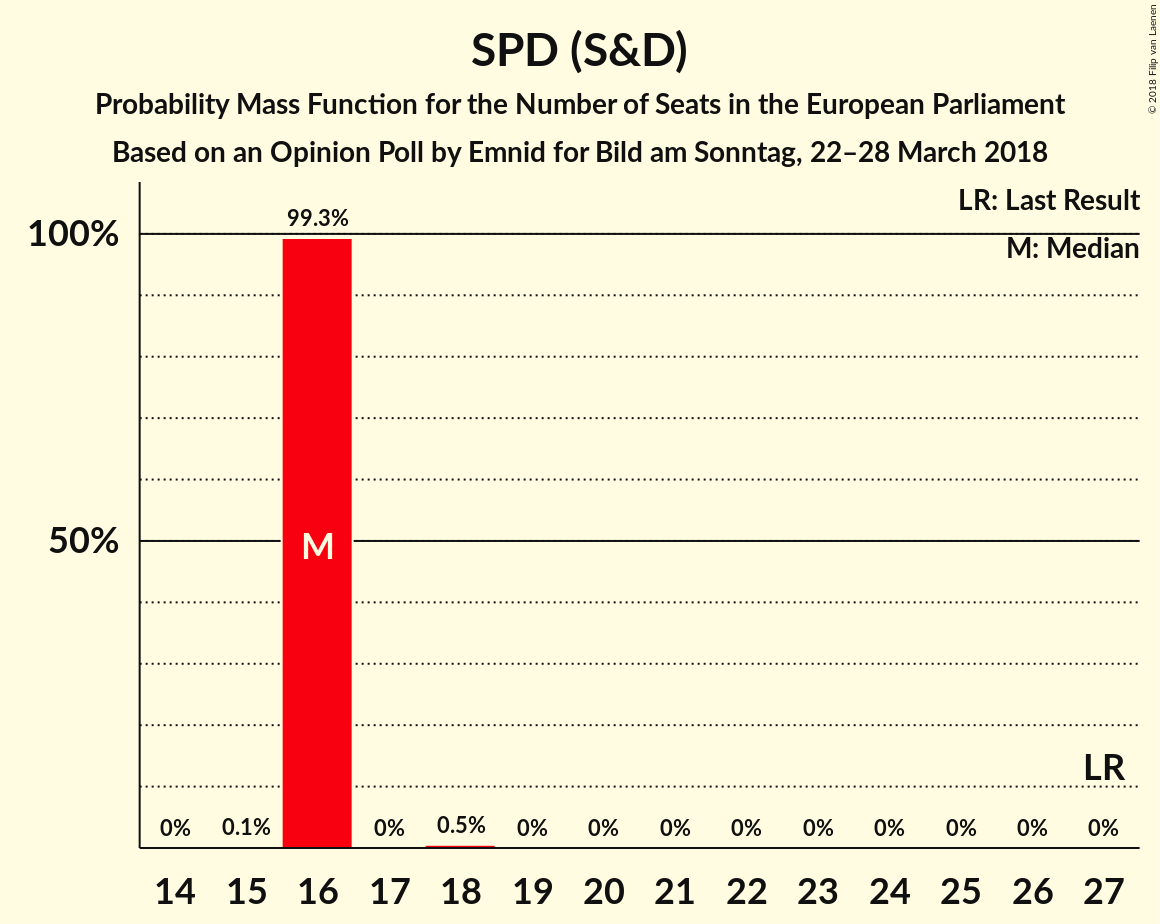 SPD (S&D)
Probability Mass Function for the Number of Seats in the European Parliament
Based on an Opinion Poll by Emnid for Bild am Sonntag, 22–28 March 2018
© 2018 Filip van Laenen
LR: Last Result
M: Median
100%
50%
99.3%
M
LR
0% 0.1% 0% 0.5% 0% 0% 0% 0% 0% 0% 0% 0% 0%
14 15 16 17 18 19 20 21 22 23 24 25 26 27